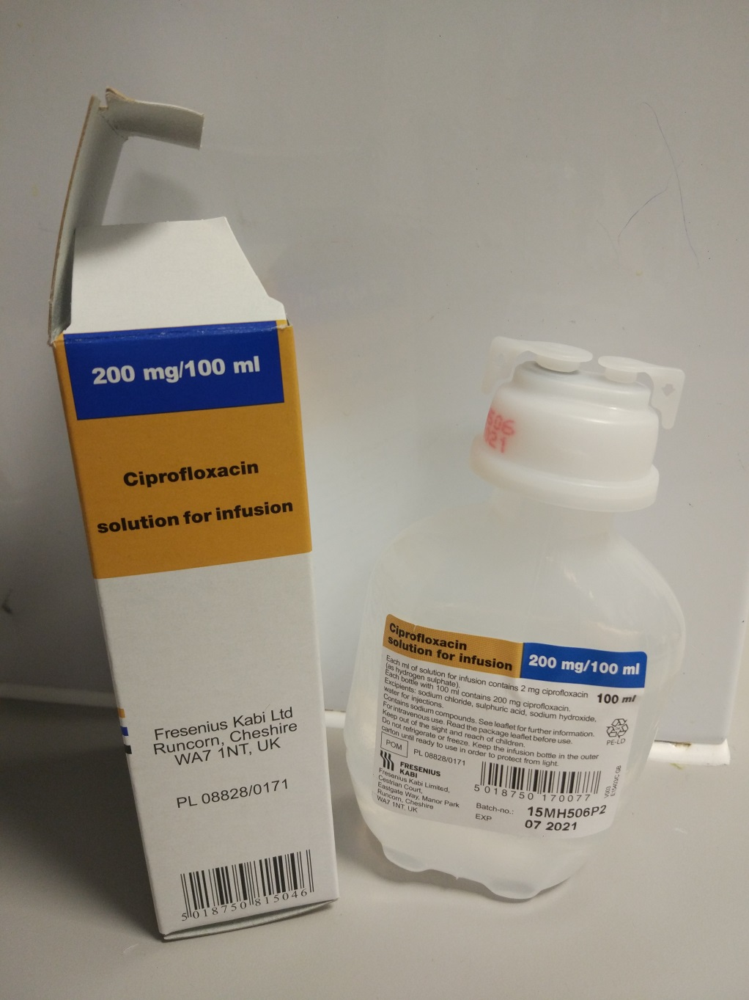 200 mg/100 ml
Ciprofloxacin
solution for infusion
Fresenius Kabi Ltd
Runcorn, Cheshire
WA7 1NT, UK
PL 08828/0171
5 018750 815046
506
21
Ciprofloxacin
solution for infusion
200 mg/100 ml
100 ml
Each ml of solution for infusion contains 2 mg ciprofloxacin
(as hydrogen sulphate).
Each bottle with 100 ml contains 200 mg ciprofloxacin.
Excipients: sodium chloride, sulphuric acid, sodium hydroxide,
water for injections.
Contains sodium compounds. See leaflet for further information.
For intravenous use. Read the package leaflet before use.
Keep out of the sight and reach of children.
Do not refrigerate or freeze. Keep the infusion bottle in the outer
carton until ready to use in order to protect from light.
PE-LD
POM
PL 08828/0171
FRESENIUS
KABI
Fresenius Kabi Limited,
Cestrian Court,
Eastgate Way, Manor Park
Runcorn, Cheshire
WA7 1NT. UK
5 018750 170077
Batch-no.: 15MH506P2
EXP 07 2021